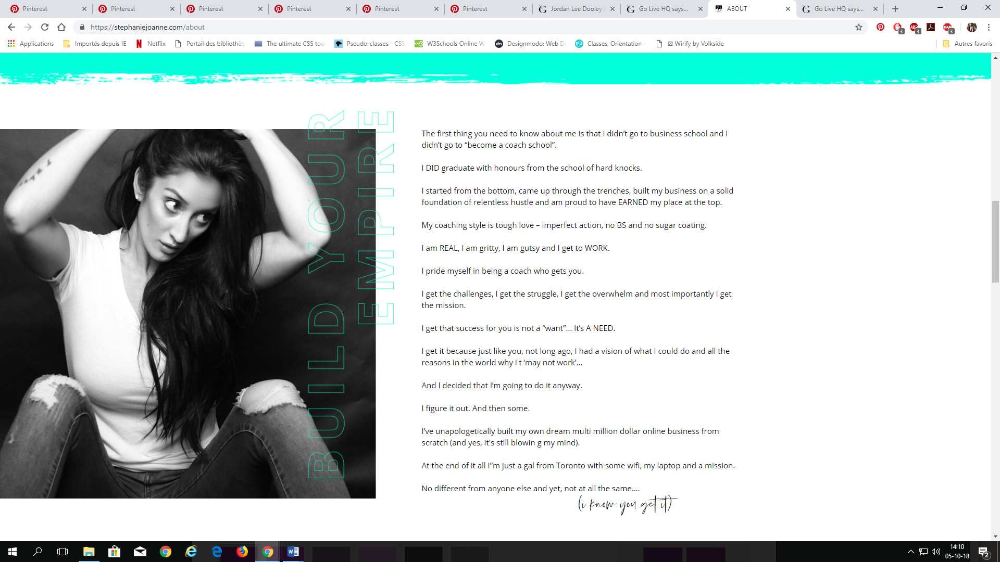 Pinterest
Pinterest
Pinterest
Pinterest
Pinterest
Pinterest
Jordan Lee Dooley
Go Live HQ says...
ABOUT
Go Live HQ says...
https://stephaniejoanne.com/about
3
3
3
Applications
Importés depuis IE
Netflix
Portail des bibliothèq
The ultimate CSS too
Pseudo-classes - CSS
W3Schools Online W
Designmodo: Web D
Classes, Orientation -
Wirify by Volkside
Autres favoris
BUILD YOUR
EMPIRE
The first thing you need to know about me is that I didn’t go to business school and I
didn’t go to “become a coach school”.
I DID graduate with honours from the school of hard knocks.
I started from the bottom, came up through the trenches, built my business on a solid
foundation of relentless hustle and am proud to have EARNED my place at the top.
My coaching style is tough love – imperfect action, no BS and no sugar coating.
I am REAL, I am gritty, I am gutsy and I get to WORK.
I pride myself in being a coach who gets you.
I get the challenges, I get the struggle, I get the overwhelm and most importantly I get
the mission.
I get that success for you is not a “want”... It’s A NEED.
I get it because just like you, not long ago, I had a vision of what I could do and all the
reasons in the world why i t ‘may not work’...
And I decided that I’m going to do it anyway.
I figure it out. And then some.
I’ve unapologetically built my own dream multi million dollar online business from
scratch (and yes, it's still blowin g my mind).
At the end of it all I”m just a gal from Toronto with some wifi, my laptop and a mission.
No different from anyone else and yet, not at all the same....
(i know you get it)
14:10
05-10-18
2